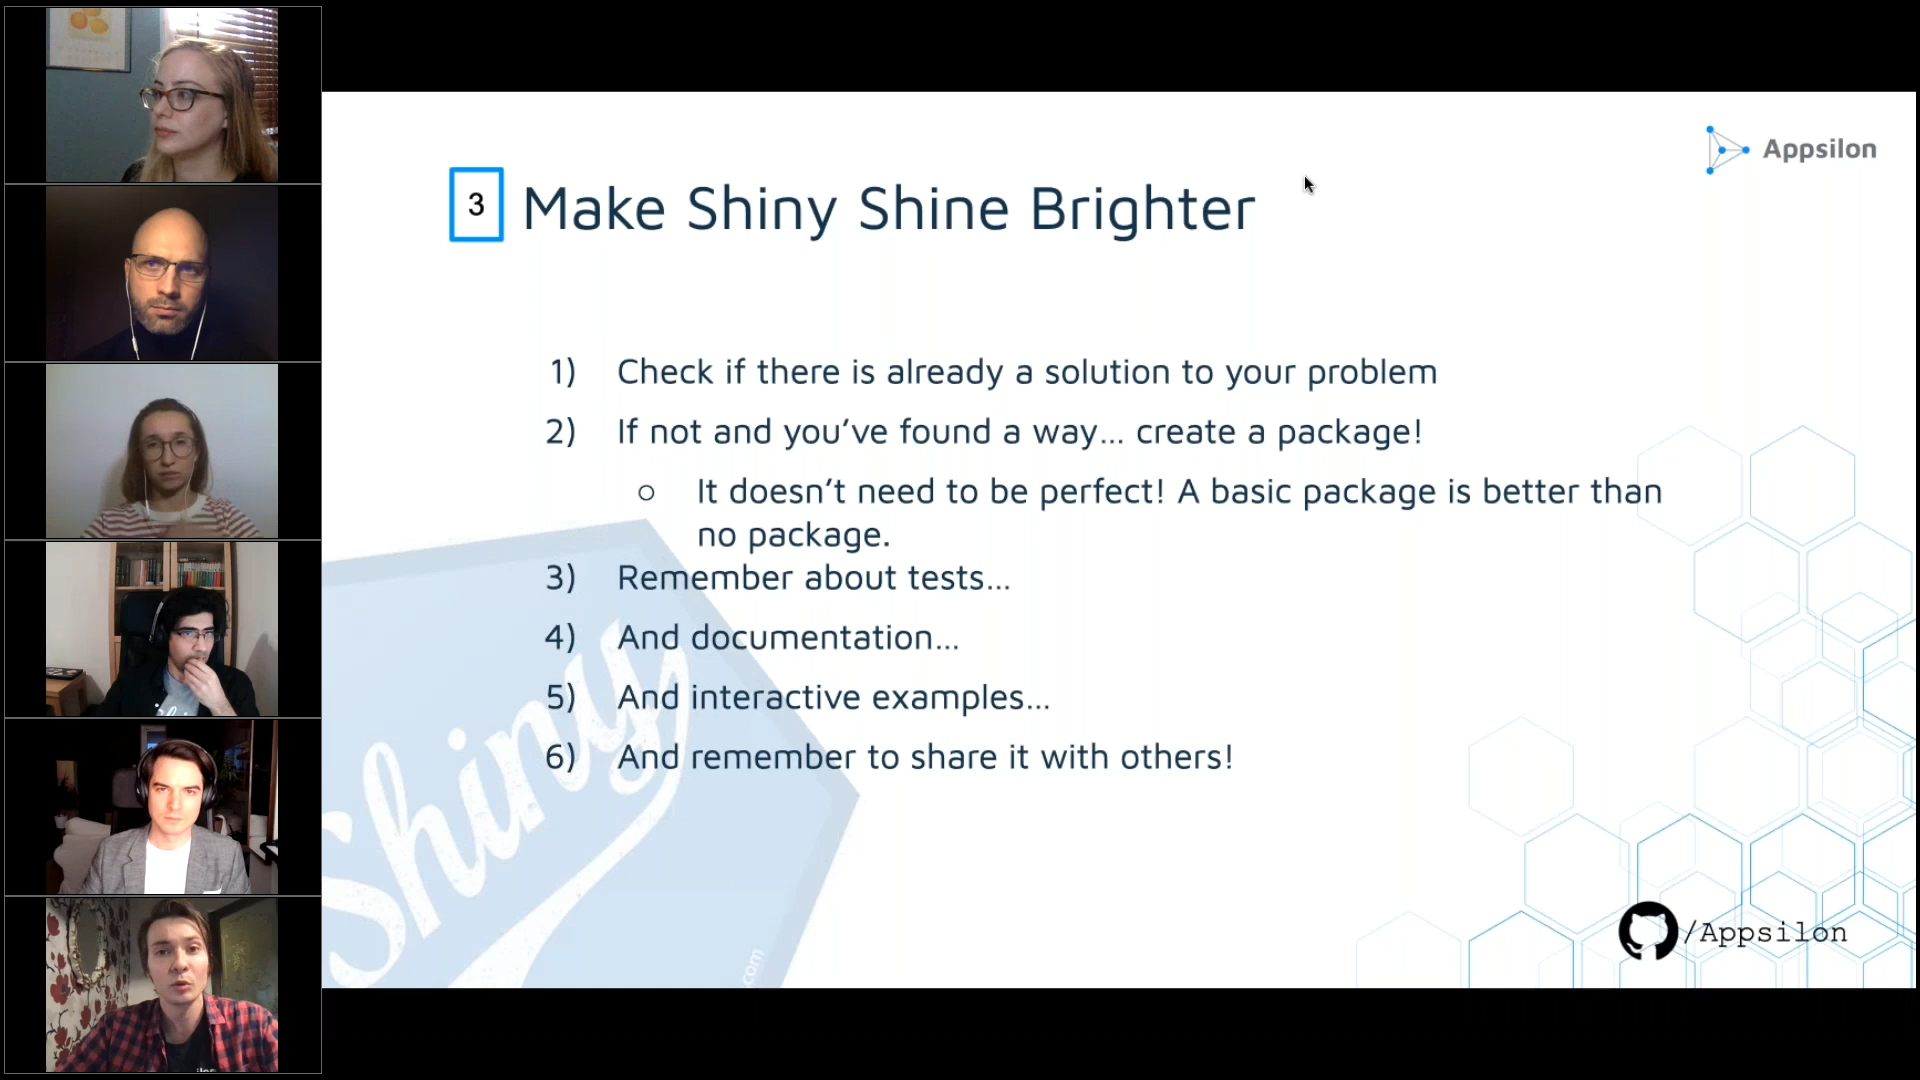 Appsilon
3 Make Shiny Shine Brighter
1) Check if there is already a solution to your problem
2) If not and you’ve found a way... create a package!
○ It doesn’t need to be perfect! A basic package is better than
no package.
3) Remember about tests...
4) And documentation...
5) And interactive examples...
6) And remember to share it with others!
Shiny
com
/Appsilon